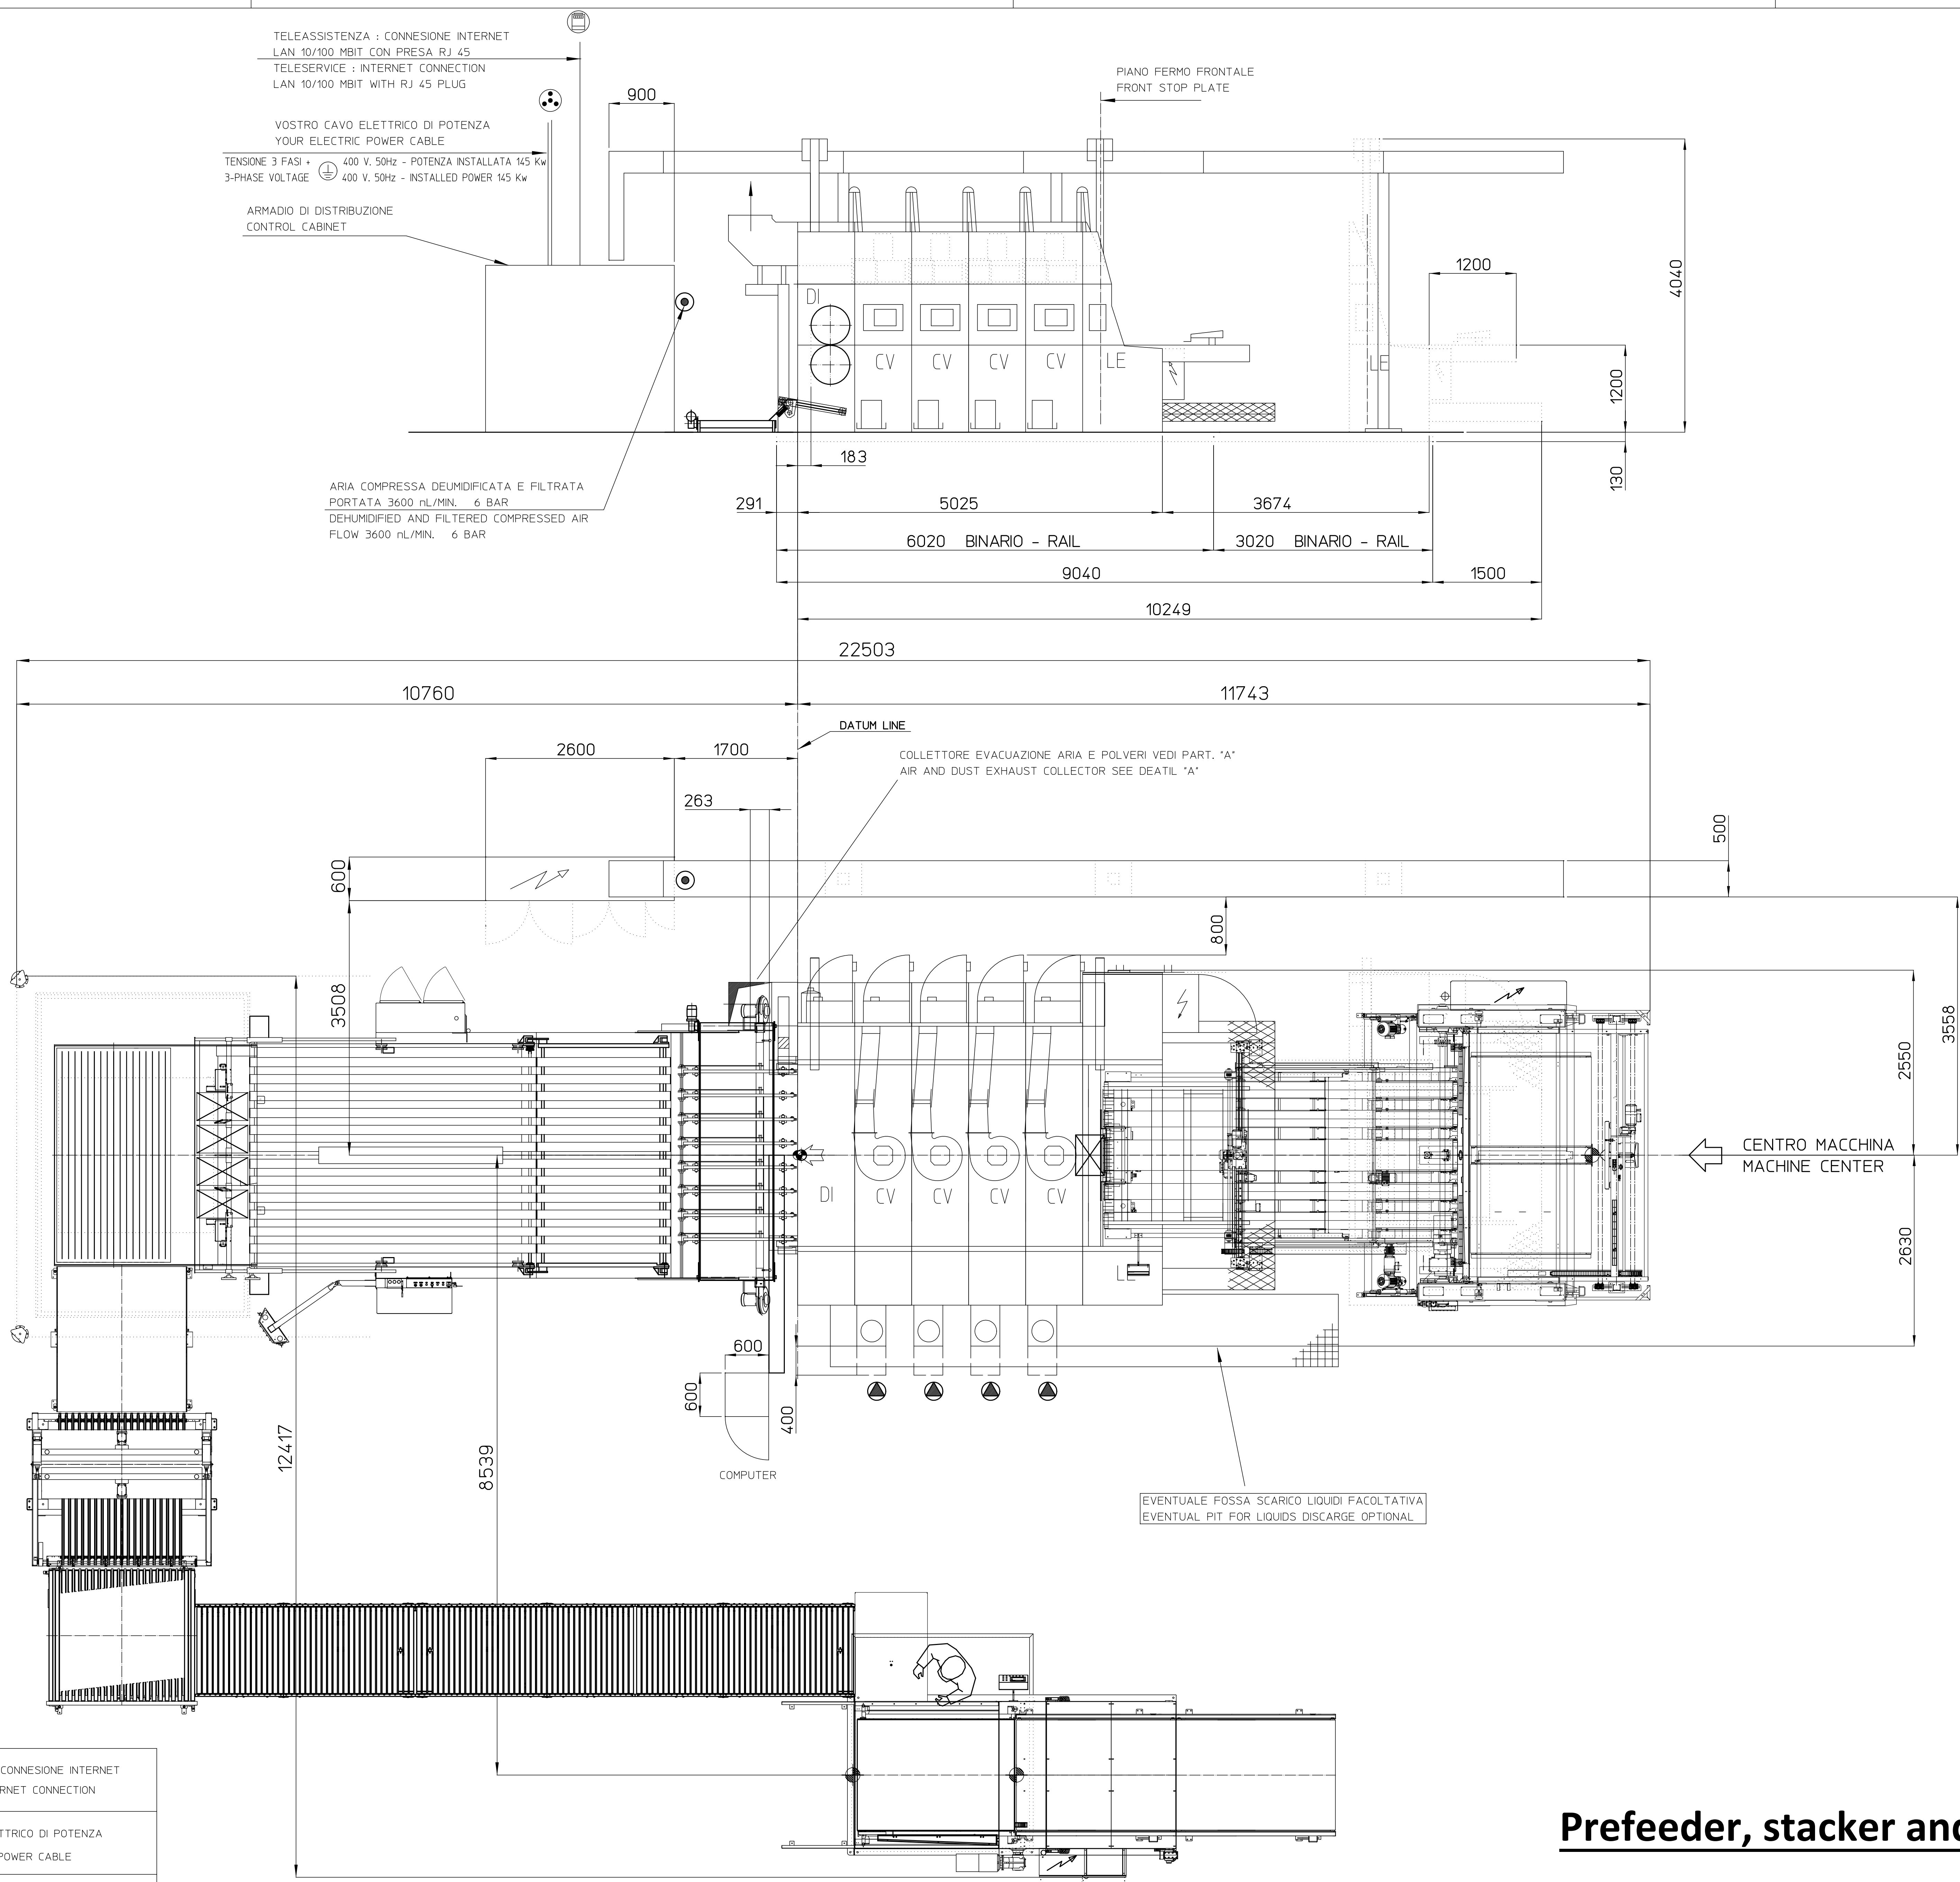 TELEASSISTENZA : CONNESIONE INTERNET
LAN 10/100 MBIT CON PRESA RJ 45
TELESERVICE : INTERNET CONNECTION
LAN 10/100 MBIT WITH RJ 45 PLUG
VOSTRO CAVO ELETTRICO DI POTENZA
YOUR ELECTRIC POWER CABLE
TENSIONE 3 FASI + 400 V. 50Hz - POTENZA INSTALLATA 145 Kw
3-PHASE VOLTAGE 400 V. 50Hz - INSTALLED POWER 145 Kw
ARMADIO DI DISTRIBUZIONE
CONTROL CABINET
900
PIANO FERMO FRONTALE
FRONT STOP PLATE
4040
1200
DI
CV CV CV CV LE
LE
1200
130
183
ARIA COMPRESSA DEUMIDIFICATA E FILTRATA
PORTATA 3600 nL/MIN. 6 BAR
DEHUMIDIFIED AND FILTERED COMPRESSED AIR
FLOW 3600 nL/MIN. 6 BAR
291
5025
3674
6020 BINARIO - RAIL
3020 BINARIO - RAIL
9040
1500
10249
22503
10760
11743
DATUM LINE
2600
1700
COLLETTORE EVACUAZIONE ARIA E POLVERI VEDI PART. "A"
AIR AND DUST EXHAUST COLLECTOR SEE DEATIL "A"
263
500
600
800
3508
3558
2550
CENTRO MACCHINA
MACHINE CENTER
DI CV CV CV CV
2630
LE
600
600
400
12417
8539
COMPUTER
EVENTUALE FOSSA SCARICO LIQUIDI FACOLTATIVA
EVENTUAL PIT FOR LIQUIDS DISCARGE OPTIONAL
CONNESIONE INTERNET
RNET CONNECTION
TTRICO DI POTENZA
POWER CABLE
Prefeeder, stacker and